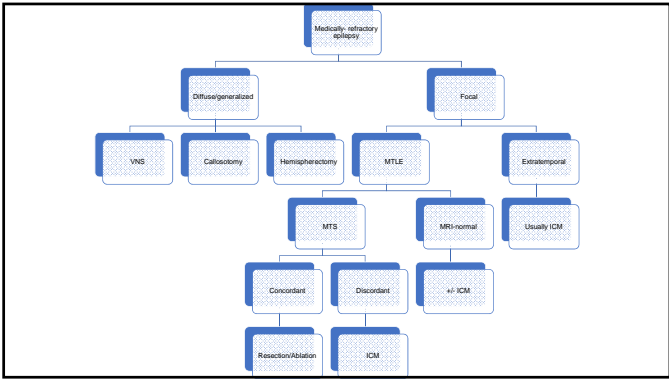 Medically- refractory
epilepsy
Diffuse/generalized
Focal
VNS
Callosotomy
Hemispherectomy
MTLE
Extratemporal
MTS
MRI-normal
Usually ICM
Concordant
Discordant
+/- ICM
Resection/Ablation
ICM